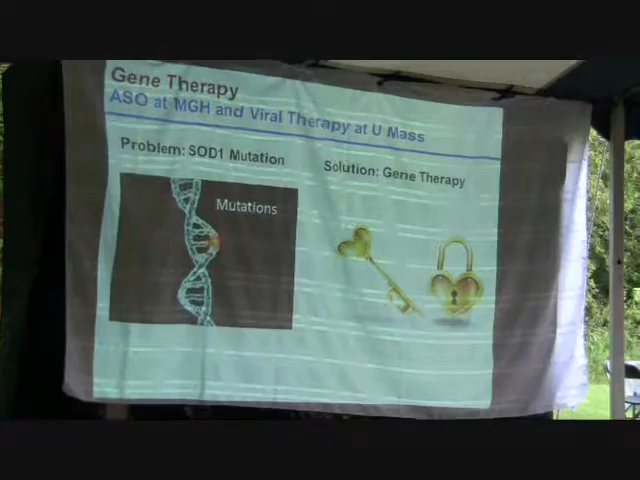 Gene Therapy
ASO at MGH and Viral Therapy at U Mass
Problem: SOD1 Mutation
Solution: Gene Therapy
Mutations